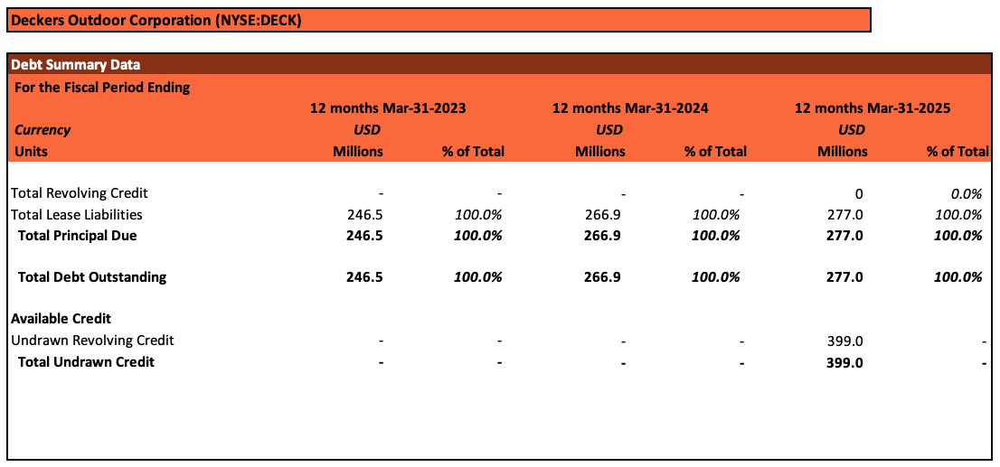 Deckers Outdoor Corporation (NYSE:DECK)
Debt Summary Data
For the Fiscal Period Ending
12 months Mar-31-2023 12 months Mar-31-2024 12 months Mar-31-2025
Currency USD USD USD
Units Millions % of Total Millions % of Total Millions % of Total
Total Revolving Credit - - - - 0 0.0%
Total Lease Liabilities 246.5 100.0% 266.9 100.0% 277.0 100.0%
Total Principal Due 246.5 100.0% 266.9 100.0% 277.0 100.0%
Total Debt Outstanding 246.5 100.0% 266.9 100.0% 277.0 100.0%
Available Credit
Undrawn Revolving Credit - - - - 399.0 -
Total Undrawn Credit - - - - 399.0 -